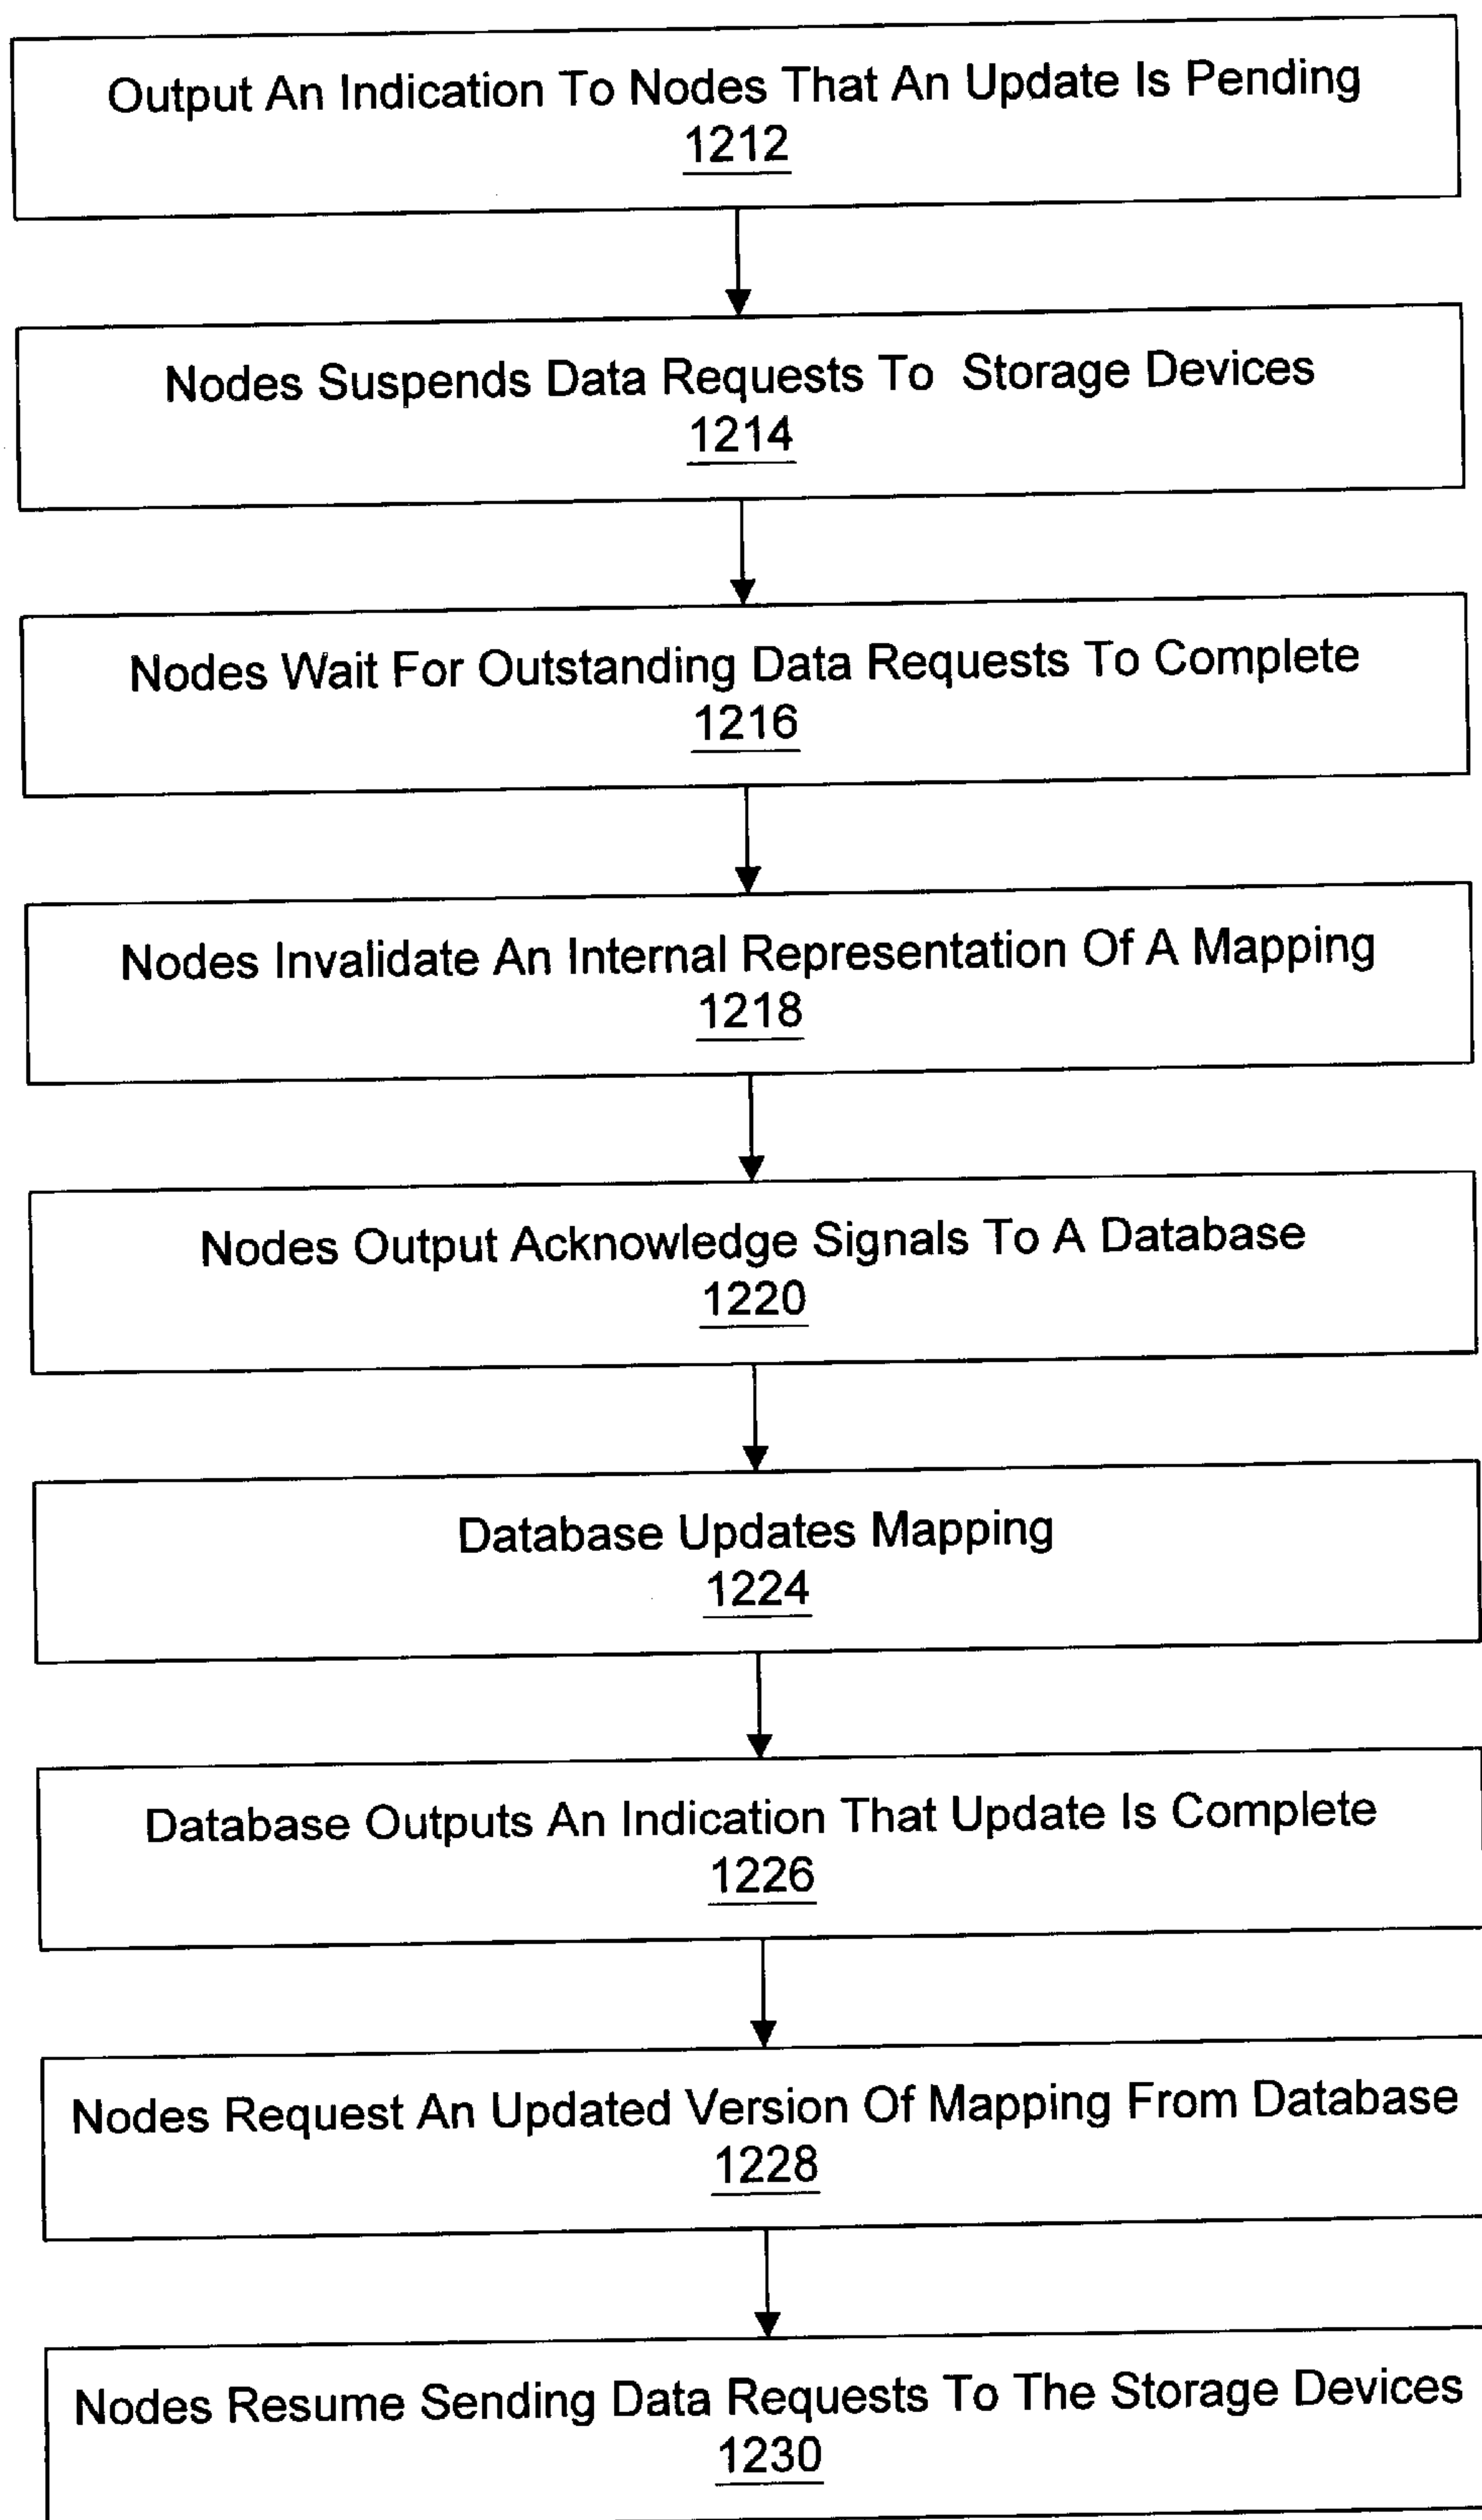 Output An Indication To Nodes That An Update Is Pending
1212
Nodes Suspends Data Requests To Storage Devices
1214
Nodes Wait For Outstanding Data Requests To Complete
1216
Nodes Invalidate An Internal Representation Of A Mapping
1218
Nodes Output Acknowledge Signals To A Database
1220
Database Updates Mapping
1224
Database Outputs An Indication That Update Is Complete
1226
Nodes Request An Updated Version Of Mapping From Database
1228
Nodes Resume Sending Data Requests To The Storage Devices
1230